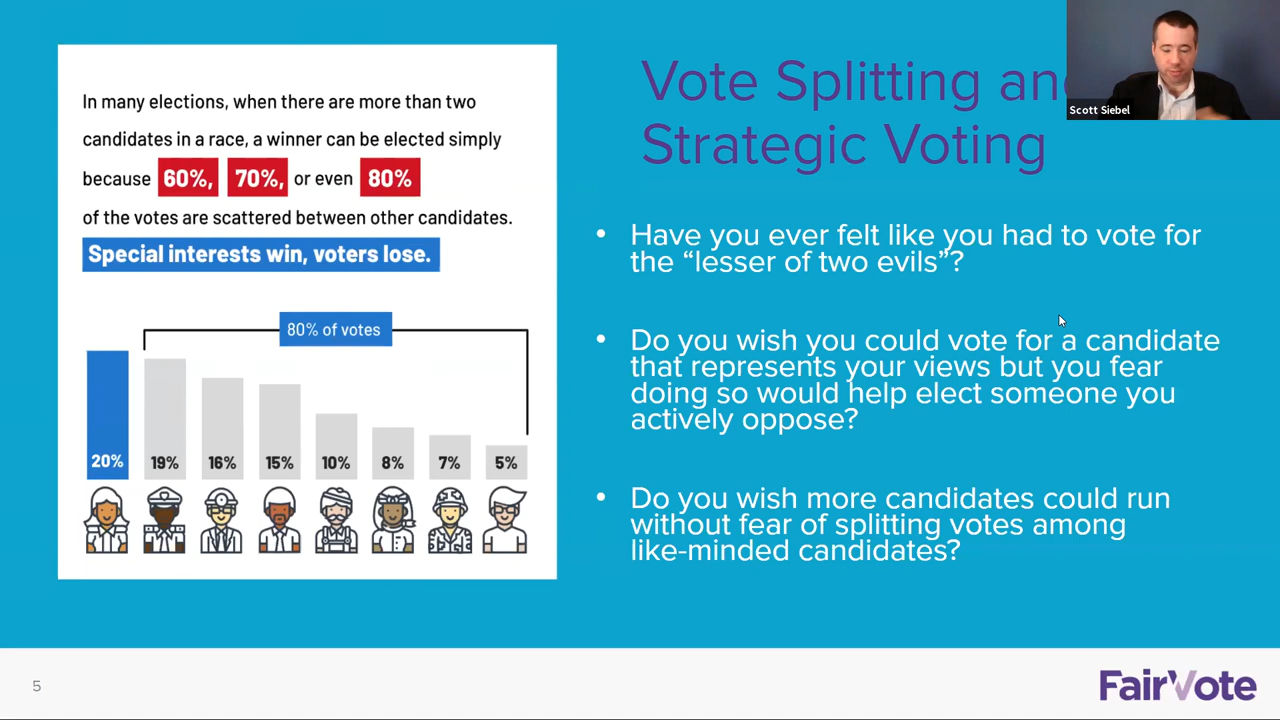 In many elections, when there are more than two
candidates in a race, a winner can be elected simply
because 60%, 70%, or even 80%
of the votes are scattered between other candidates.
Special interests win, voters lose.
80% of votes
20% 19% 16% 15% 10% 8% 7% 5%
Vote Splitting an
Strategic Voting
Scott Siebel
• Have you ever felt like you had to vote for
the “lesser of two evils”?
• Do you wish you could vote for a candidate
that represents your views but you fear
doing so would help elect someone you
actively oppose?
• Do you wish more candidates could run
without fear of splitting votes among
like-minded candidates?
5
FairVote